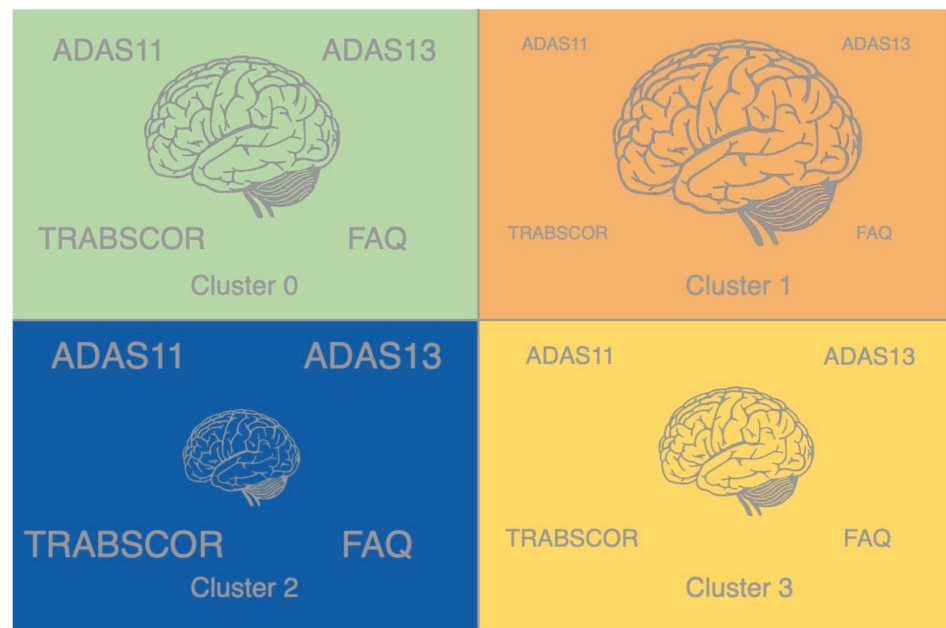 ADAS11 ADAS13
TRABSCOR FAQ
Cluster 0
ADAS11 ADAS13
TRABSCOR FAQ
Cluster 1
ADAS11 ADAS13
TRABSCOR FAQ
Cluster 2
ADAS11 ADAS13
TRABSCOR FAQ
Cluster 3